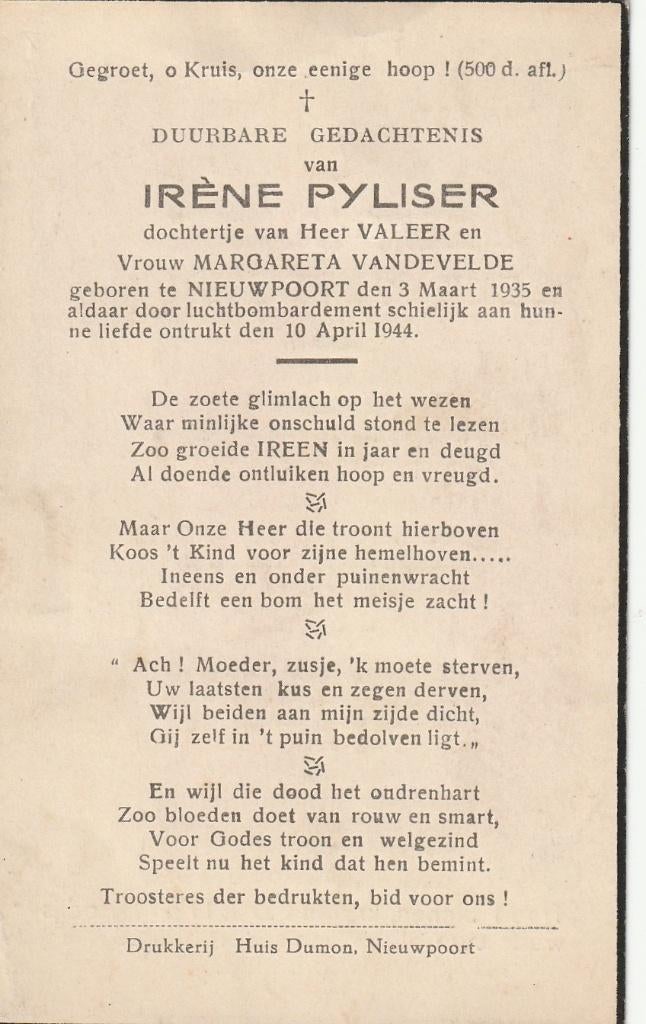 Gegroet, o Kruis, onze eenige hoop ! (500 d. afl.)
†
DUURBARE GEDACHTENIS
van
IRÈNE PYLISER
dochtertje van Heer VALEER en
Vrouw MARGARETA VANDEVELDE
geboren te NIEUWPOORT den 3 Maart 1935 en
aldaar door luchtbombardement schielijk aan hun-
ne liefde ontrukt den 10 April 1944.
De zoete glimlach op het wezen
Waar minlijke onschuld stond te lezen
Zoo groeide IREEN in jaar en deugd
Al doende ontluiken hoop en vreugd.
Maar Onze Heer die troont hierboven
Koos 't Kind voor zijne hemelhoven.....
Ineens en onder puinenwracht
Bedelft een bom het meisje zacht !
“ Ach ! Moeder, zusje, 'k moete sterven,
Uw laatsten kus en zegen derven,
Wijl beiden aan mijn zijde dicht,
Gij zelf in 't puin bedolven ligt.„
En wijl die dood het oudrenhart
Zoo bloeden doet van rouw en smart,
Voor Godes troon en welgezind
Speelt nu het kind dat hen bemint.
Troosteres der bedrukten, bid voor ons !
Drukkerij Huis Dumon, Nieuwpoort